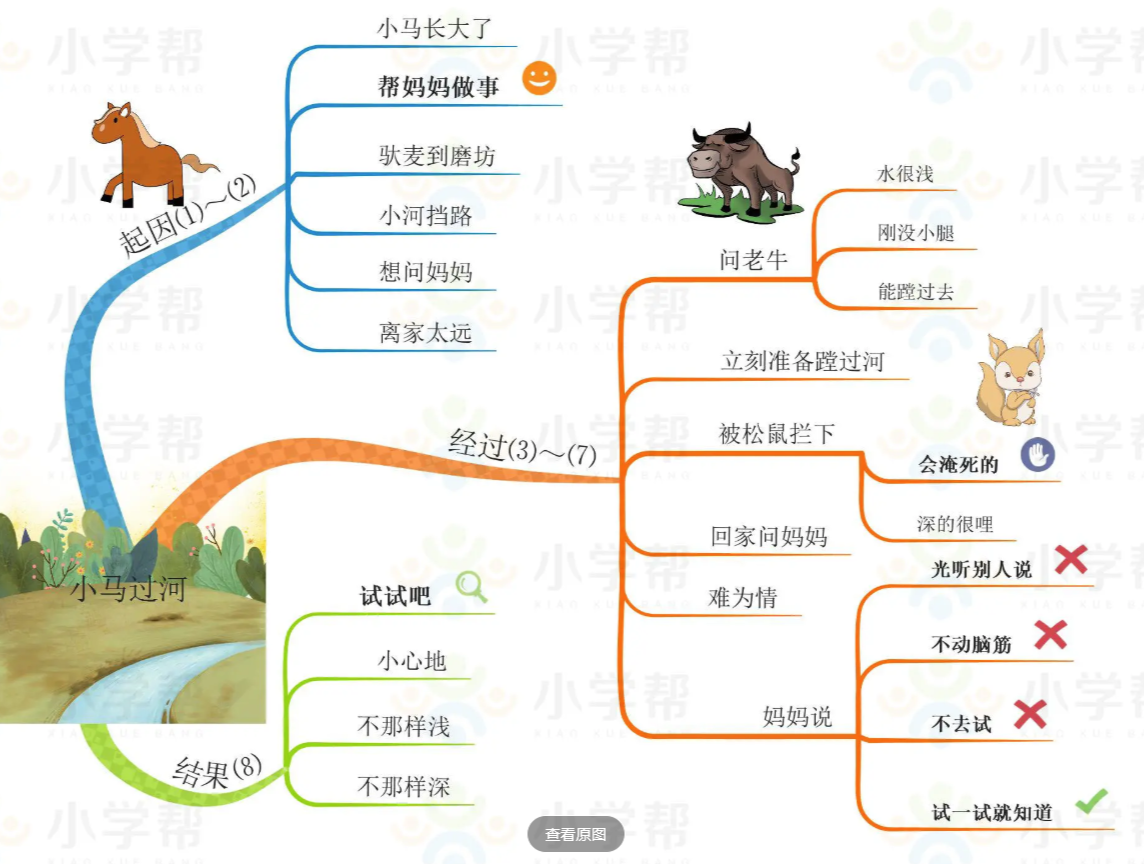 小马过河
起因(1)～(2)
小马长大了
帮妈妈做事
驮麦到磨坊
小河挡路
想问妈妈
离家太远
经过(3)～(7)
问老牛
水很浅
刚没小腿
能蹚过去
立刻准备蹚过河
被松鼠拦下
会淹死的
深的很哩
回家问妈妈
难为情
妈妈说
光听别人说
不动脑筋
不去试
试一试就知道
结果(8)
试试吧
小心地
不那样浅
不那样深
查看原图
小学帮
XIAO XUE BANG